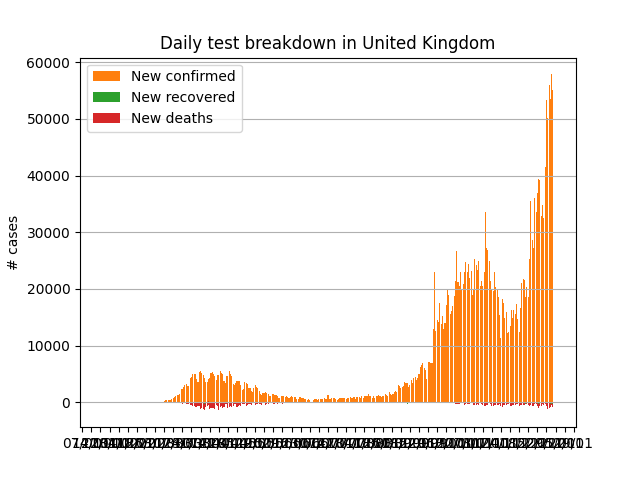 Daily test breakdown in United Kingdom
New confirmed
New recovered
New deaths
60000
50000
40000
30000
20000
10000
0
# cases